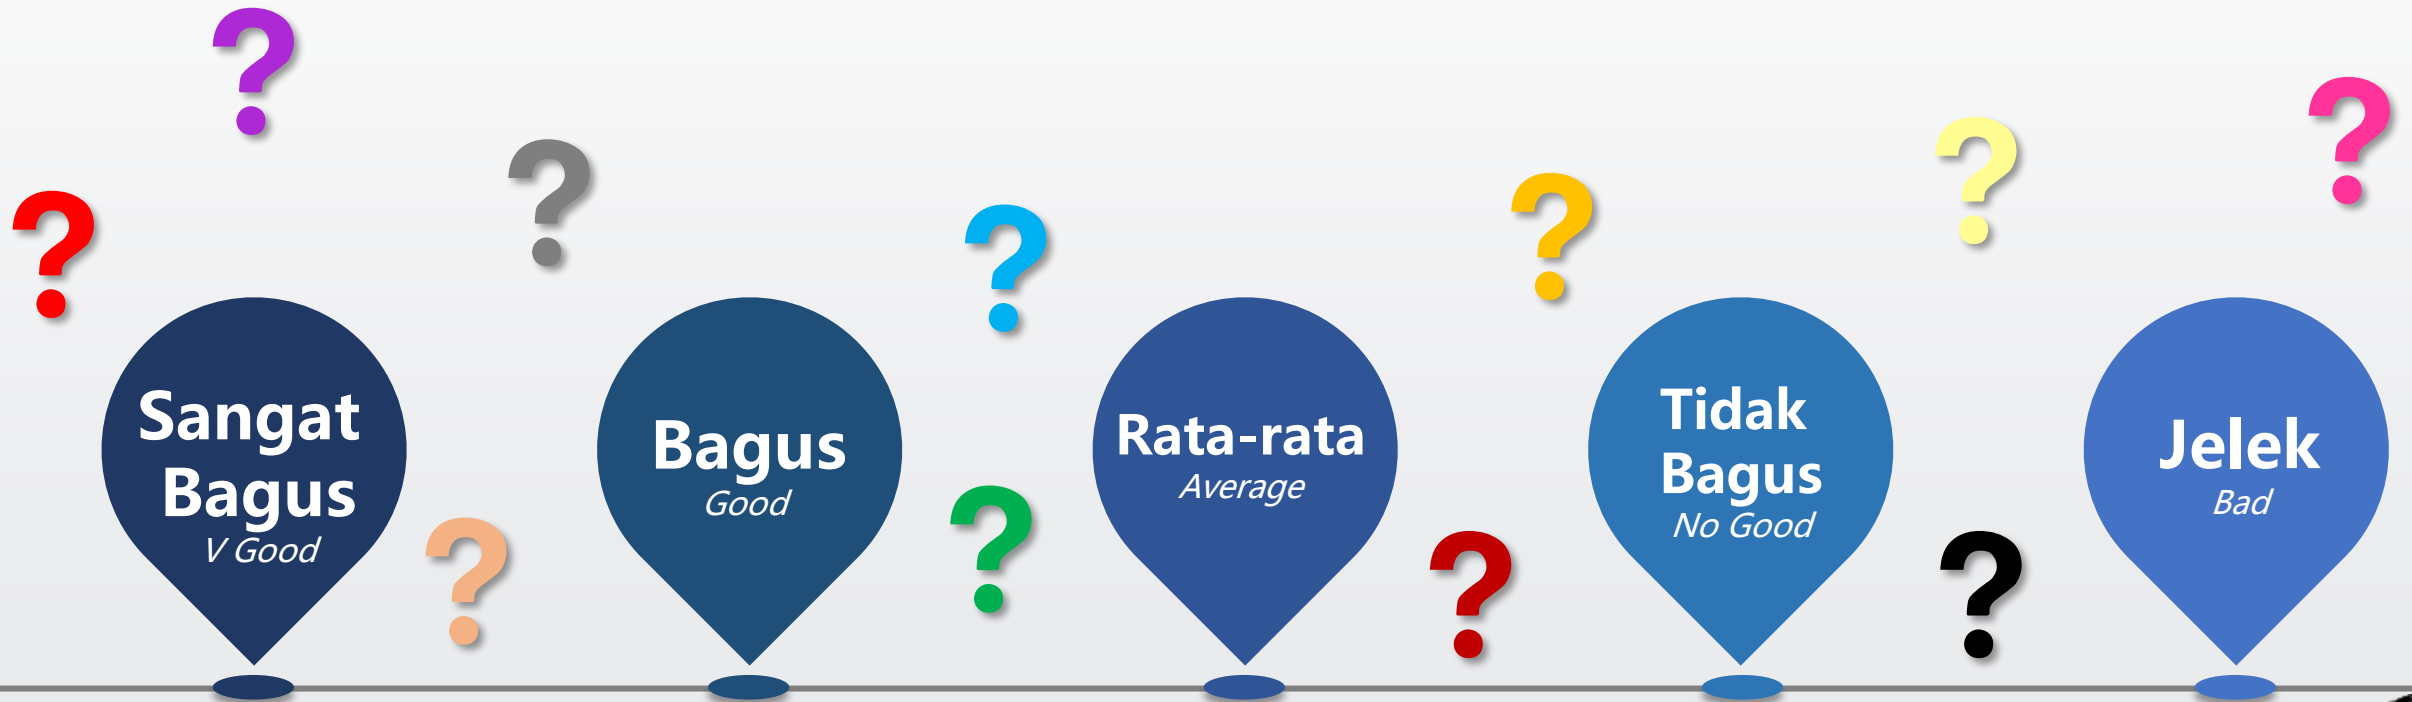 ?
?
?
?
?
?
?
?
Sangat
Bagus
V Good
Bagus
Good
Rata-rata
Average
Tidak
Bagus
No Good
Jelek
Bad
?
?
?
?